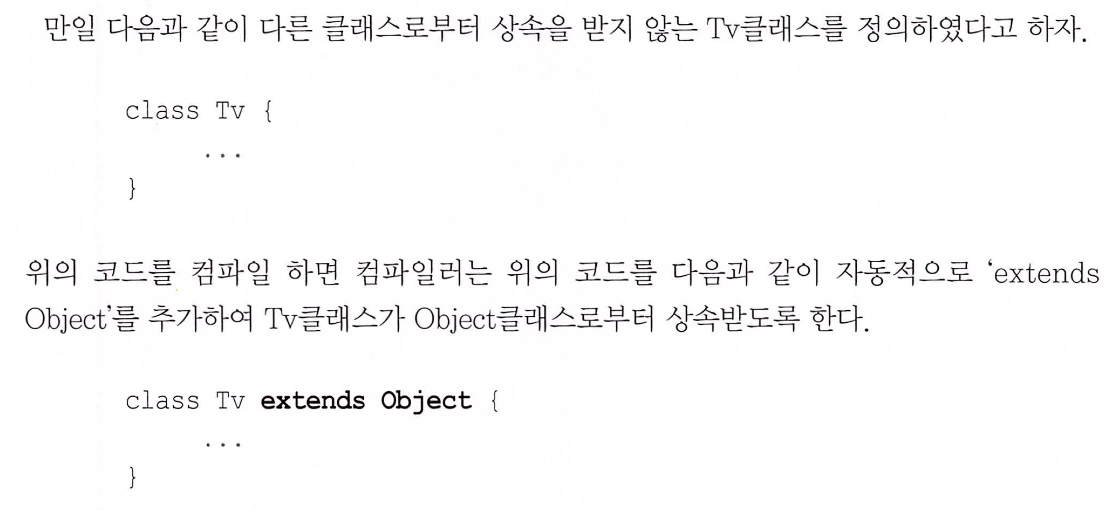 만일 다음과 같이 다른 클래스로부터 상속을 받지 않는 Tv클래스를 정의하였다고 하자.
class Tv {
...
}
위의 코드를 컴파일 하면 컴파일러는 위의 코드를 다음과 같이 자동적으로 ‘extends
Object’를 추가하여 Tv클래스가 Object클래스로부터 상속받도록 한다.
class Tv extends Object {
...
}